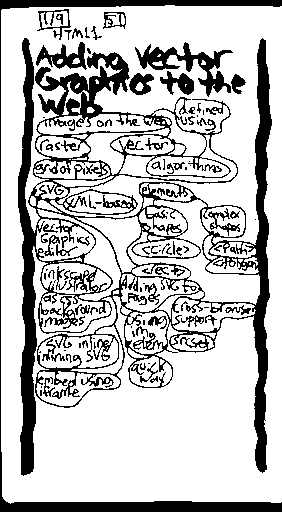 1/9 51
HTML1
Adding Vector
Graphics to the
Web
images on the web
defined
using
raster
vector
algorithms
grid of pixels
SVG
XML-based
elements
basic
shapes
complex
shapes
<circle>
<rect>
<path>
<polygon>
Vector
Graphics
editor
inkscape
illustrator
Adding SVG to
Pages
as css
background
images
cross-browser
support
using
img
elem
srcset
SVG inline
inlining SVG
quick
way
embed using
iframe